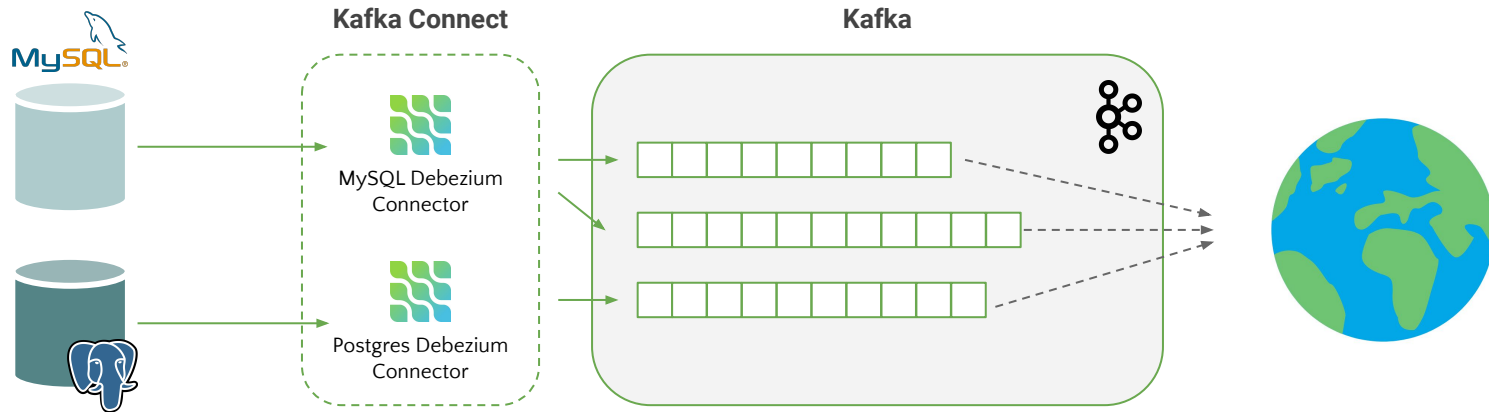 Kafka Connect
Kafka
MySQL®
MySQL Debezium
Connector
Postgres Debezium
Connector